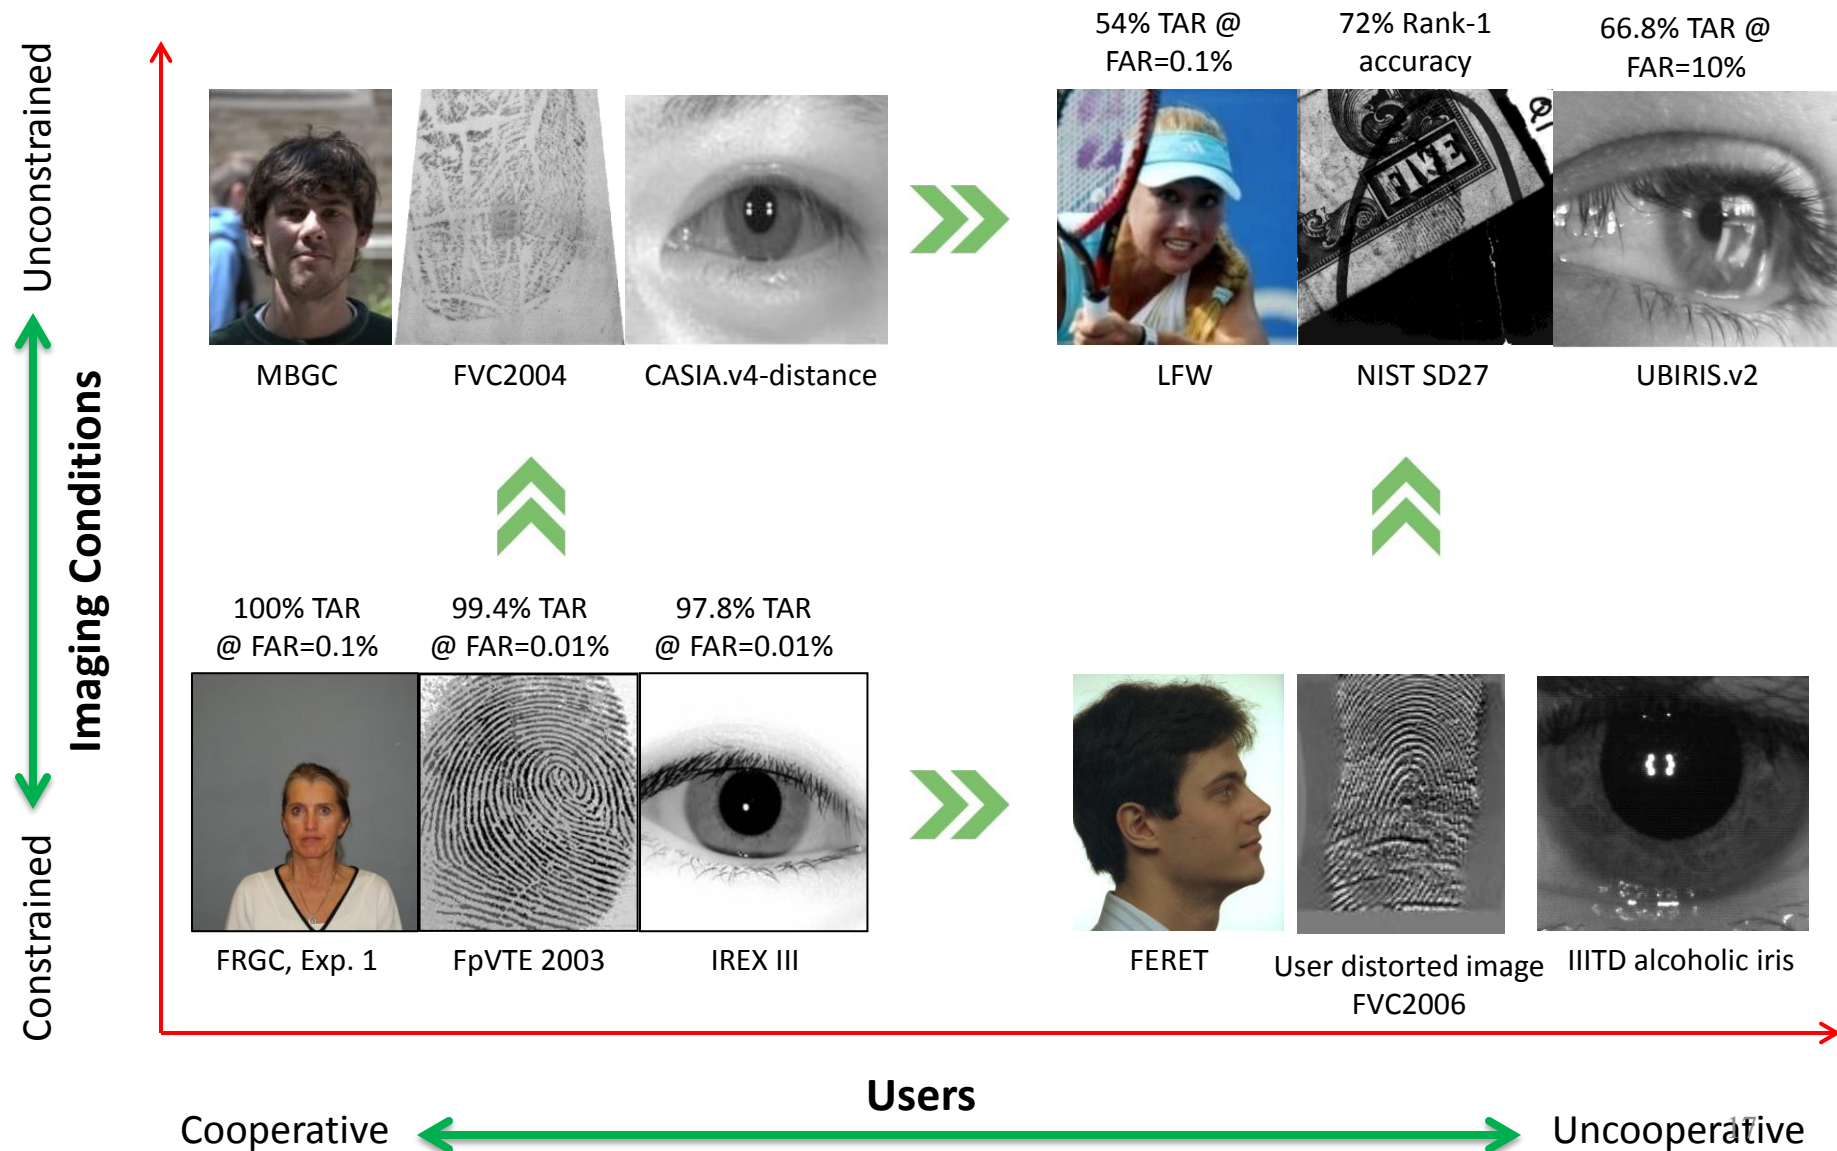 54% TAR @
FAR=0.1%
72% Rank-1
accuracy
66.8% TAR @
FAR=10%
Unconstrained
FIVE
MBGC
FVC2004
CASIA.v4-distance
LFW
NIST SD27
UBIRIS.v2
Imaging Conditions
100% TAR
@ FAR=0.1%
99.4% TAR
@ FAR=0.01%
97.8% TAR
@ FAR=0.01%
Constrained
FRGC, Exp. 1
FpVTE 2003
IREX III
FERET
User distorted image
FVC2006
IIITD alcoholic iris
Users
Cooperative
Uncooperative
17